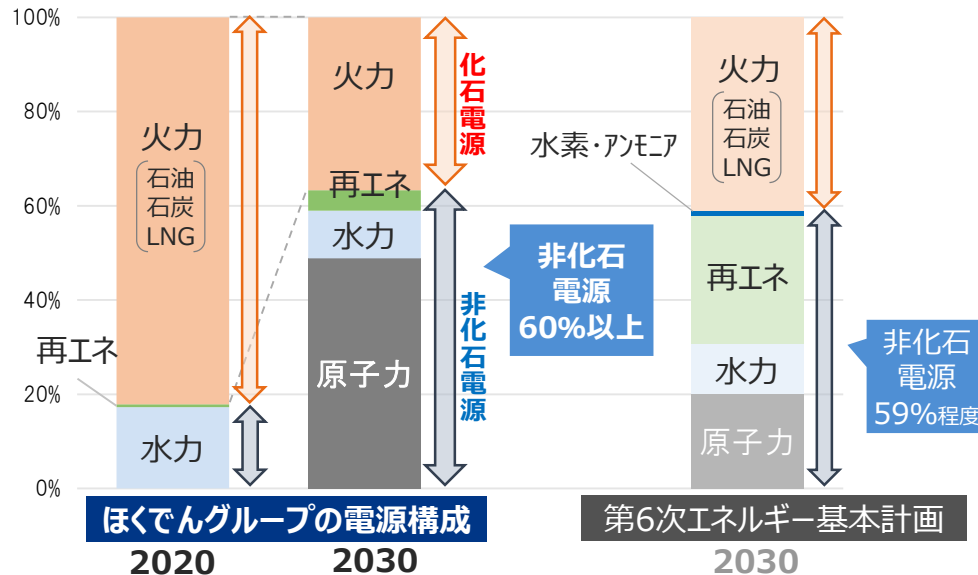 100%
80%
60%
40%
20%
0%
火力
石油
石炭
LNG
再エネ
水力
火力
再エネ
水力
原子力
化石電源
非化石電源
非化石
電源
60%以上
水素・アンモニア
火力
石油
石炭
LNG
再エネ
水力
原子力
非化石
電源
59%程度
ほくでんグループの電源構成
2020
2030
第6次エネルギー基本計画
2030